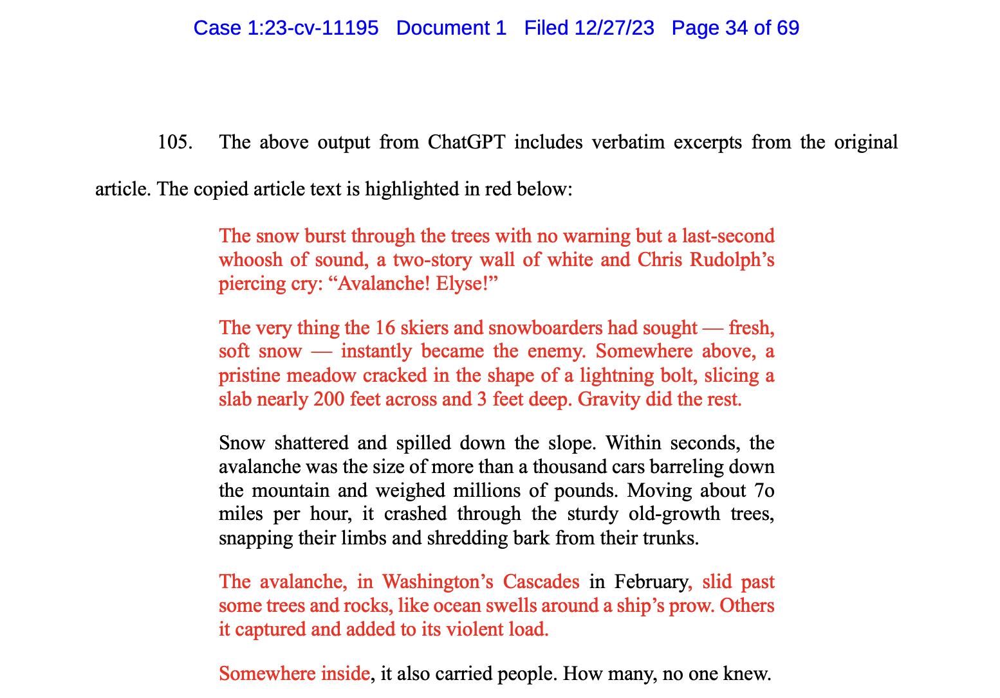 Case 1:23-cv-11195 Document 1 Filed 12/27/23 Page 34 of 69
105. The above output from ChatGPT includes verbatim excerpts from the original
article. The copied article text is highlighted in red below:
The snow burst through the trees with no warning but a last-second
whoosh of sound, a two-story wall of white and Chris Rudolph’s
piercing cry: “Avalanche! Elyse!”
The very thing the 16 skiers and snowboarders had sought — fresh,
soft snow — instantly became the enemy. Somewhere above, a
pristine meadow cracked in the shape of a lightning bolt, slicing a
slab nearly 200 feet across and 3 feet deep. Gravity did the rest.
Snow shattered and spilled down the slope. Within seconds, the
avalanche was the size of more than a thousand cars barreling down
the mountain and weighed millions of pounds. Moving about 7o
miles per hour, it crashed through the sturdy old-growth trees,
snapping their limbs and shredding bark from their trunks.
The avalanche, in Washington’s Cascades in February, slid past
some trees and rocks, like ocean swells around a ship’s prow. Others
it captured and added to its violent load.
Somewhere inside, it also carried people. How many, no one knew.